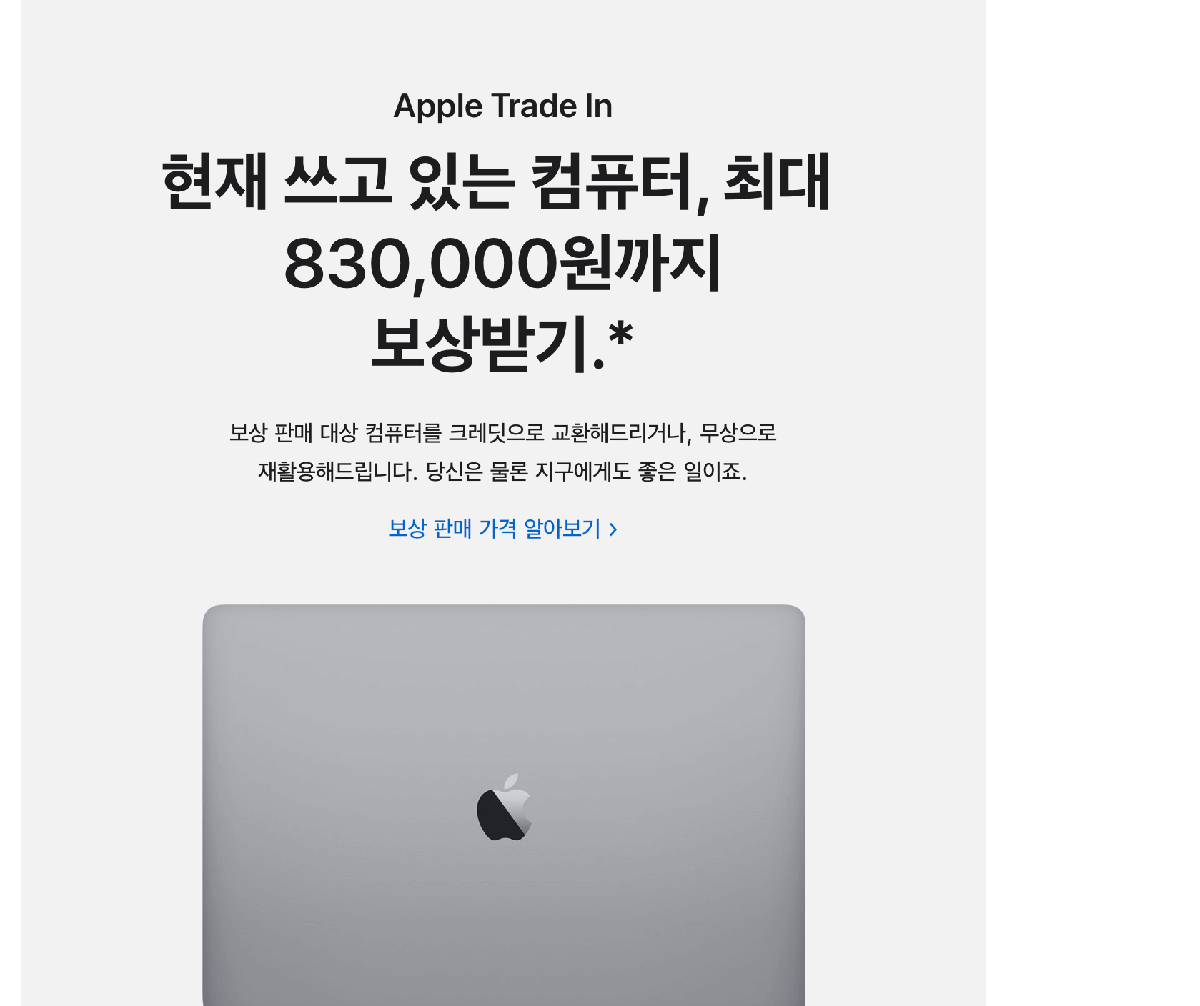 Apple Trade In
현재 쓰고 있는 컴퓨터, 최대
830,000원까지
보상받기.*
보상 판매 대상 컴퓨터를 크레딧으로 교환해드리거나, 무상으로
재활용해드립니다. 당신은 물론 지구에게도 좋은 일이죠.
보상 판매 가격 알아보기 >